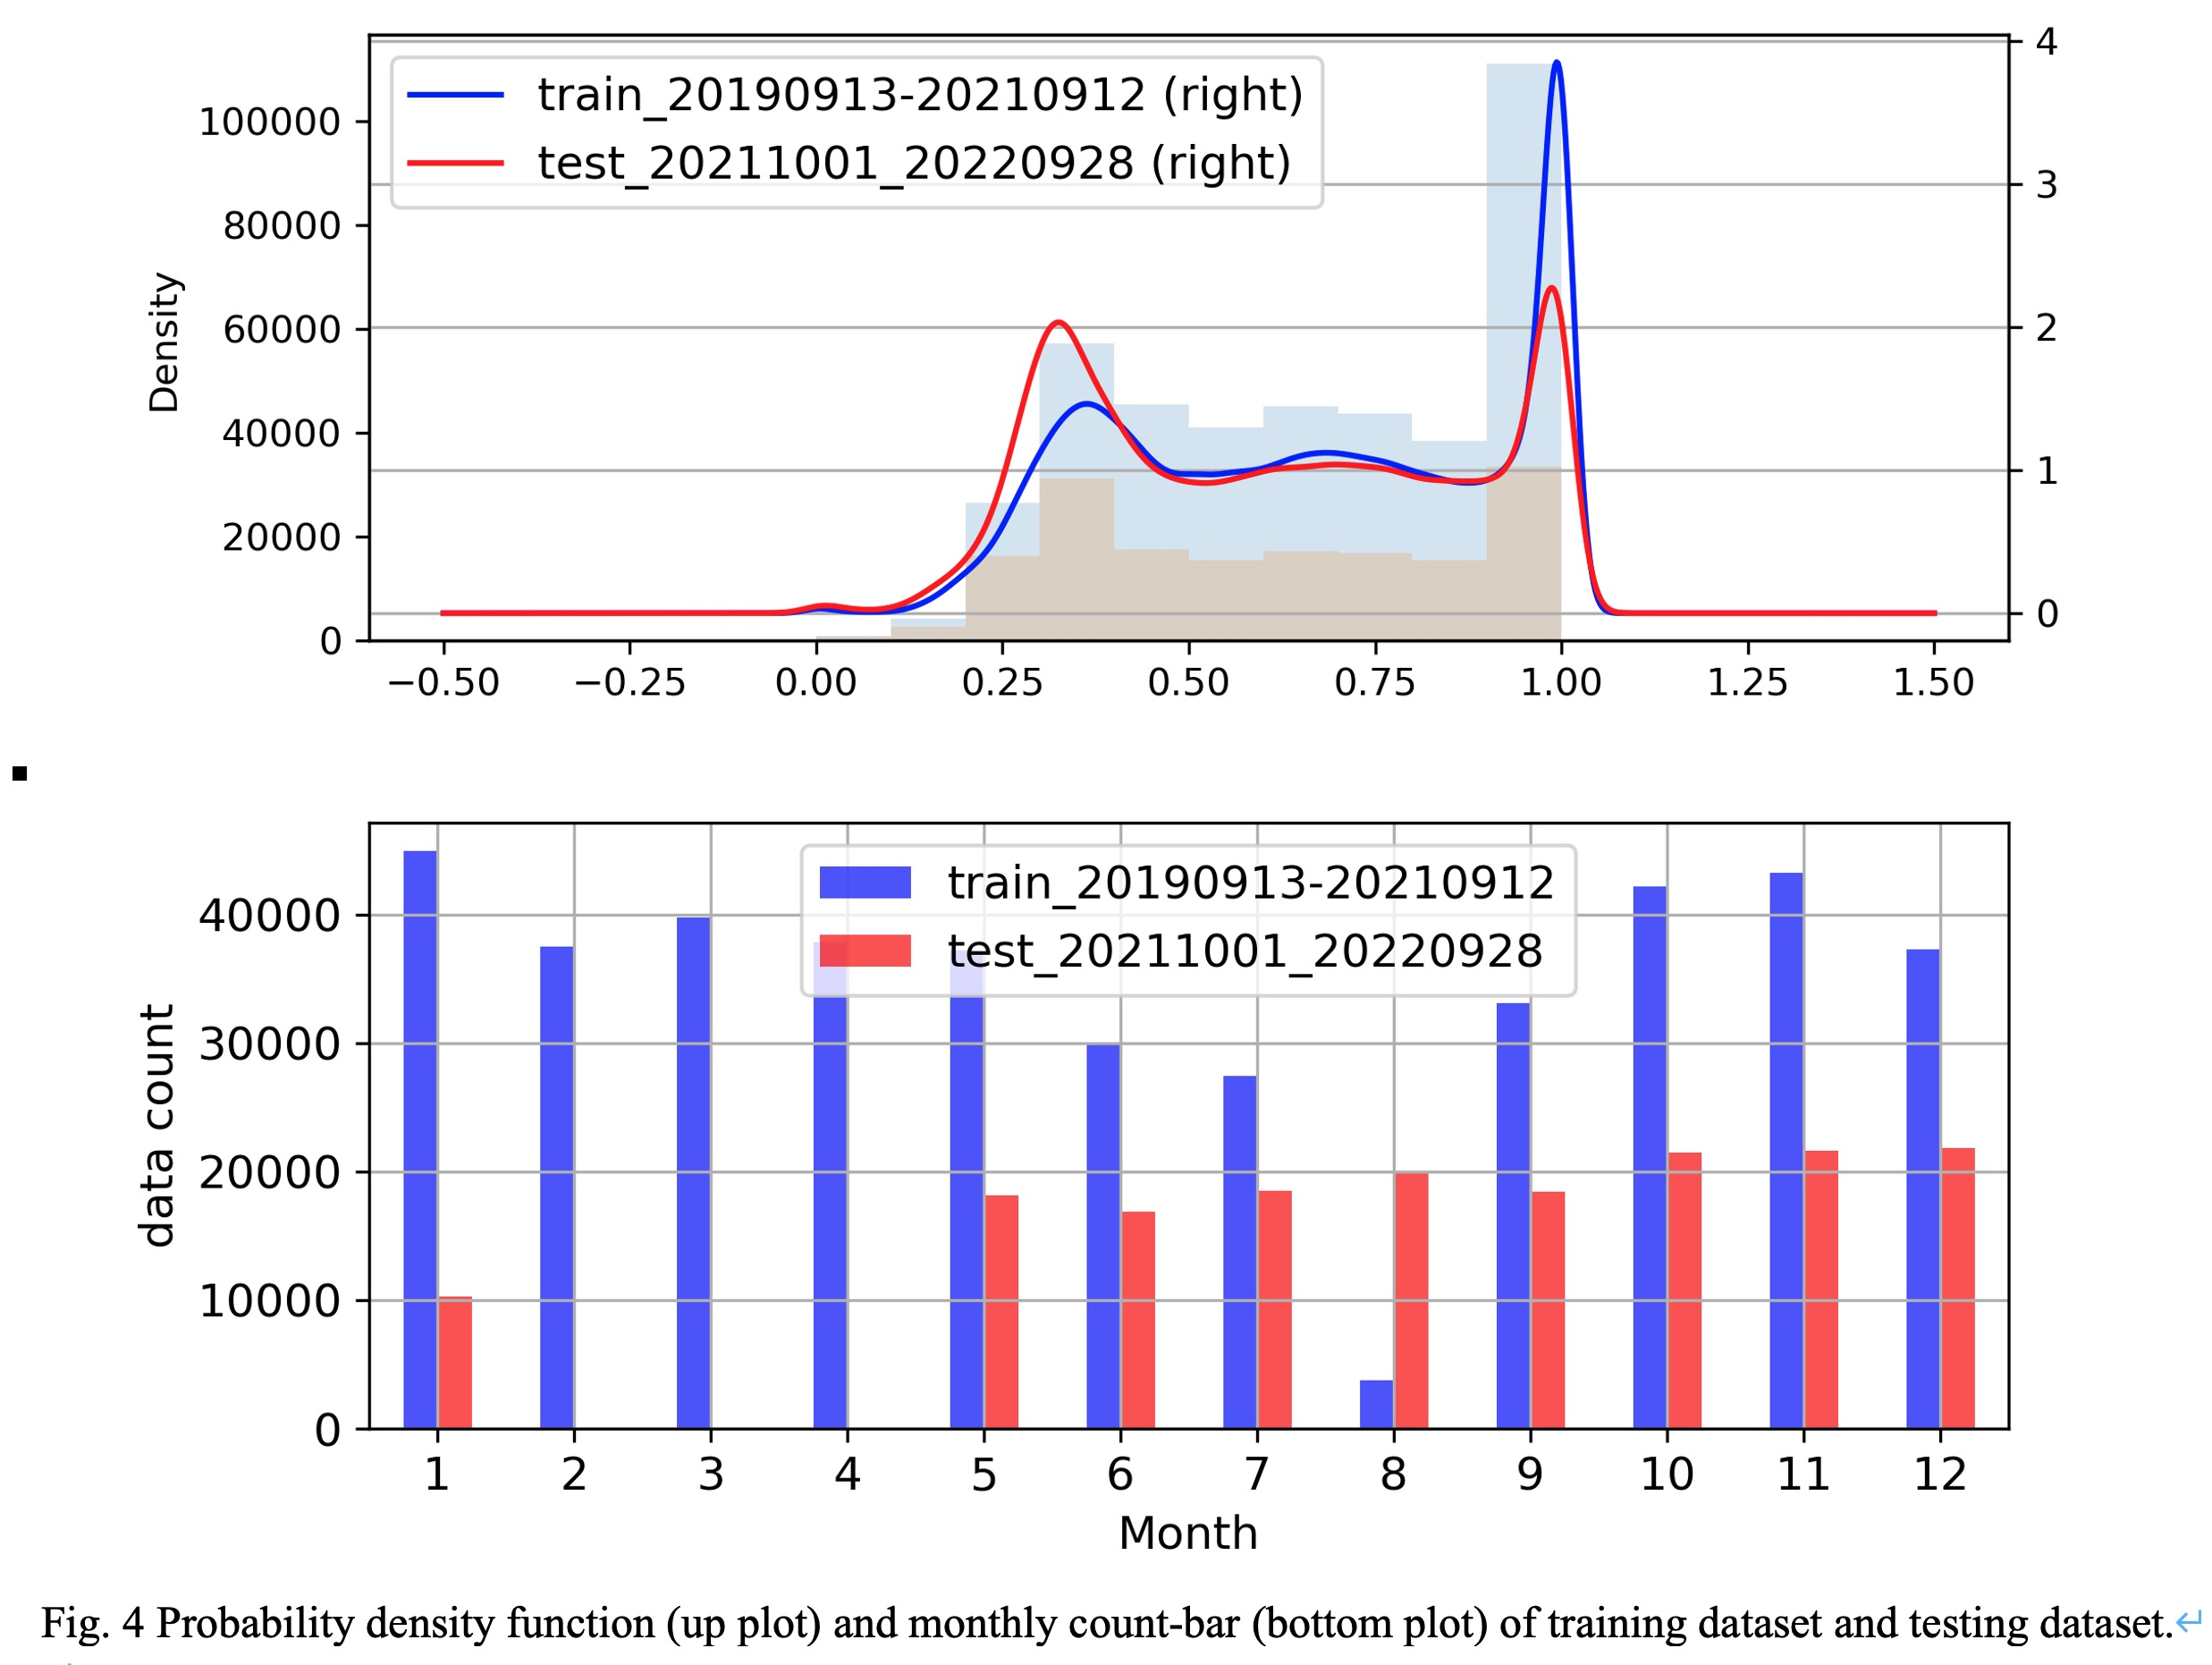 train_20190913-20210912 (right)
test_20211001_20220928 (right)
Density
100000
80000
60000
40000
20000
0
4
3
2
1
0
−0.50 −0.25 0.00 0.25 0.50 0.75 1.00 1.25 1.50
train_20190913-20210912
test_20211001_20220928
data count
40000
30000
20000
10000
0
1 2 3 4 5 6 7 8 9 10 11 12
Month
Fig. 4 Probability density function (up plot) and monthly count-bar (bottom plot) of training dataset and testing dataset.↵